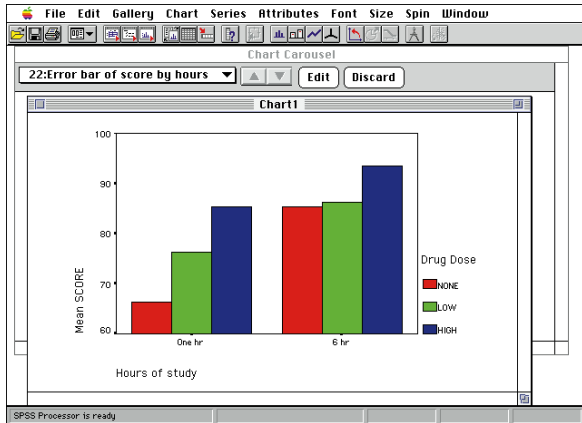 File Edit Gallery Chart Series Attributes Font Size Spin Window
Chart Carousel
22:Error bar of score by hours Edit Discard
Chart1
100
90
80
70
60
Mean SCORE
One hr 6 hr
Hours of study
Drug Dose
NONE
LOW
HIGH
SPSS Processor is ready